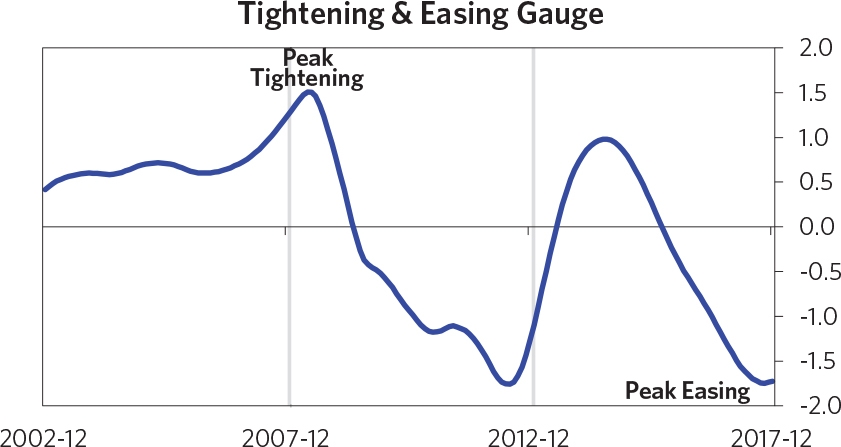 Tightening & Easing Gauge
Peak
Tightening
2.0
1.5
1.0
0.5
0.0
-0.5
-1.0
-1.5
Peak Easing
-2.0
2002-12 2007-12 2012-12 2017-12